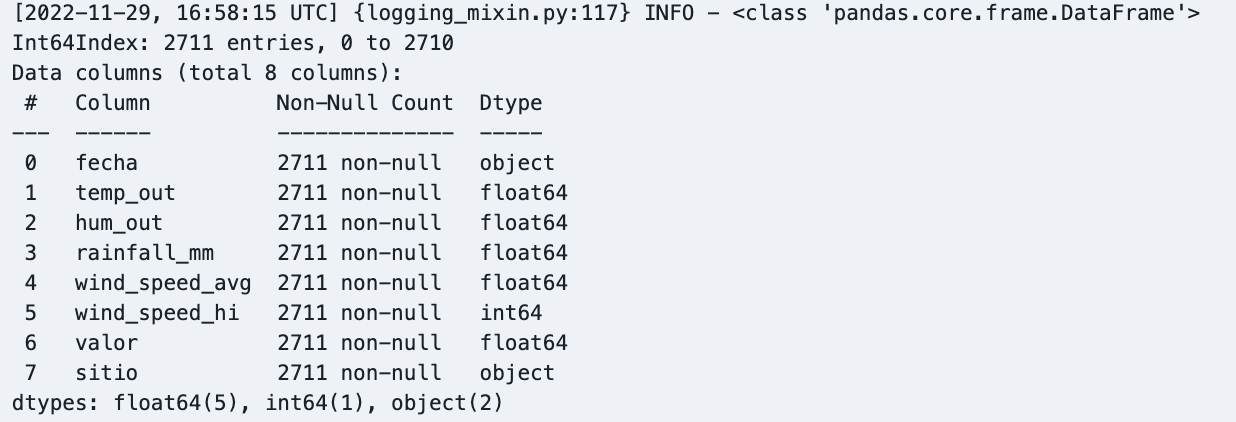 [2022-11-29, 16:58:15 UTC] {logging_mixin.py:117} INFO - <class 'pandas.core.frame.DataFrame'>
Int64Index: 2711 entries, 0 to 2710
Data columns (total 8 columns):
 #   Column          Non-Null Count  Dtype
---  ------          --------------  -----
 0   fecha           2711 non-null   object
 1   temp_out        2711 non-null   float64
 2   hum_out         2711 non-null   float64
 3   rainfall_mm     2711 non-null   float64
 4   wind_speed_avg  2711 non-null   float64
 5   wind_speed_hi   2711 non-null   int64
 6   valor           2711 non-null   float64
 7   sitio           2711 non-null   object
dtypes: float64(5), int64(1), object(2)